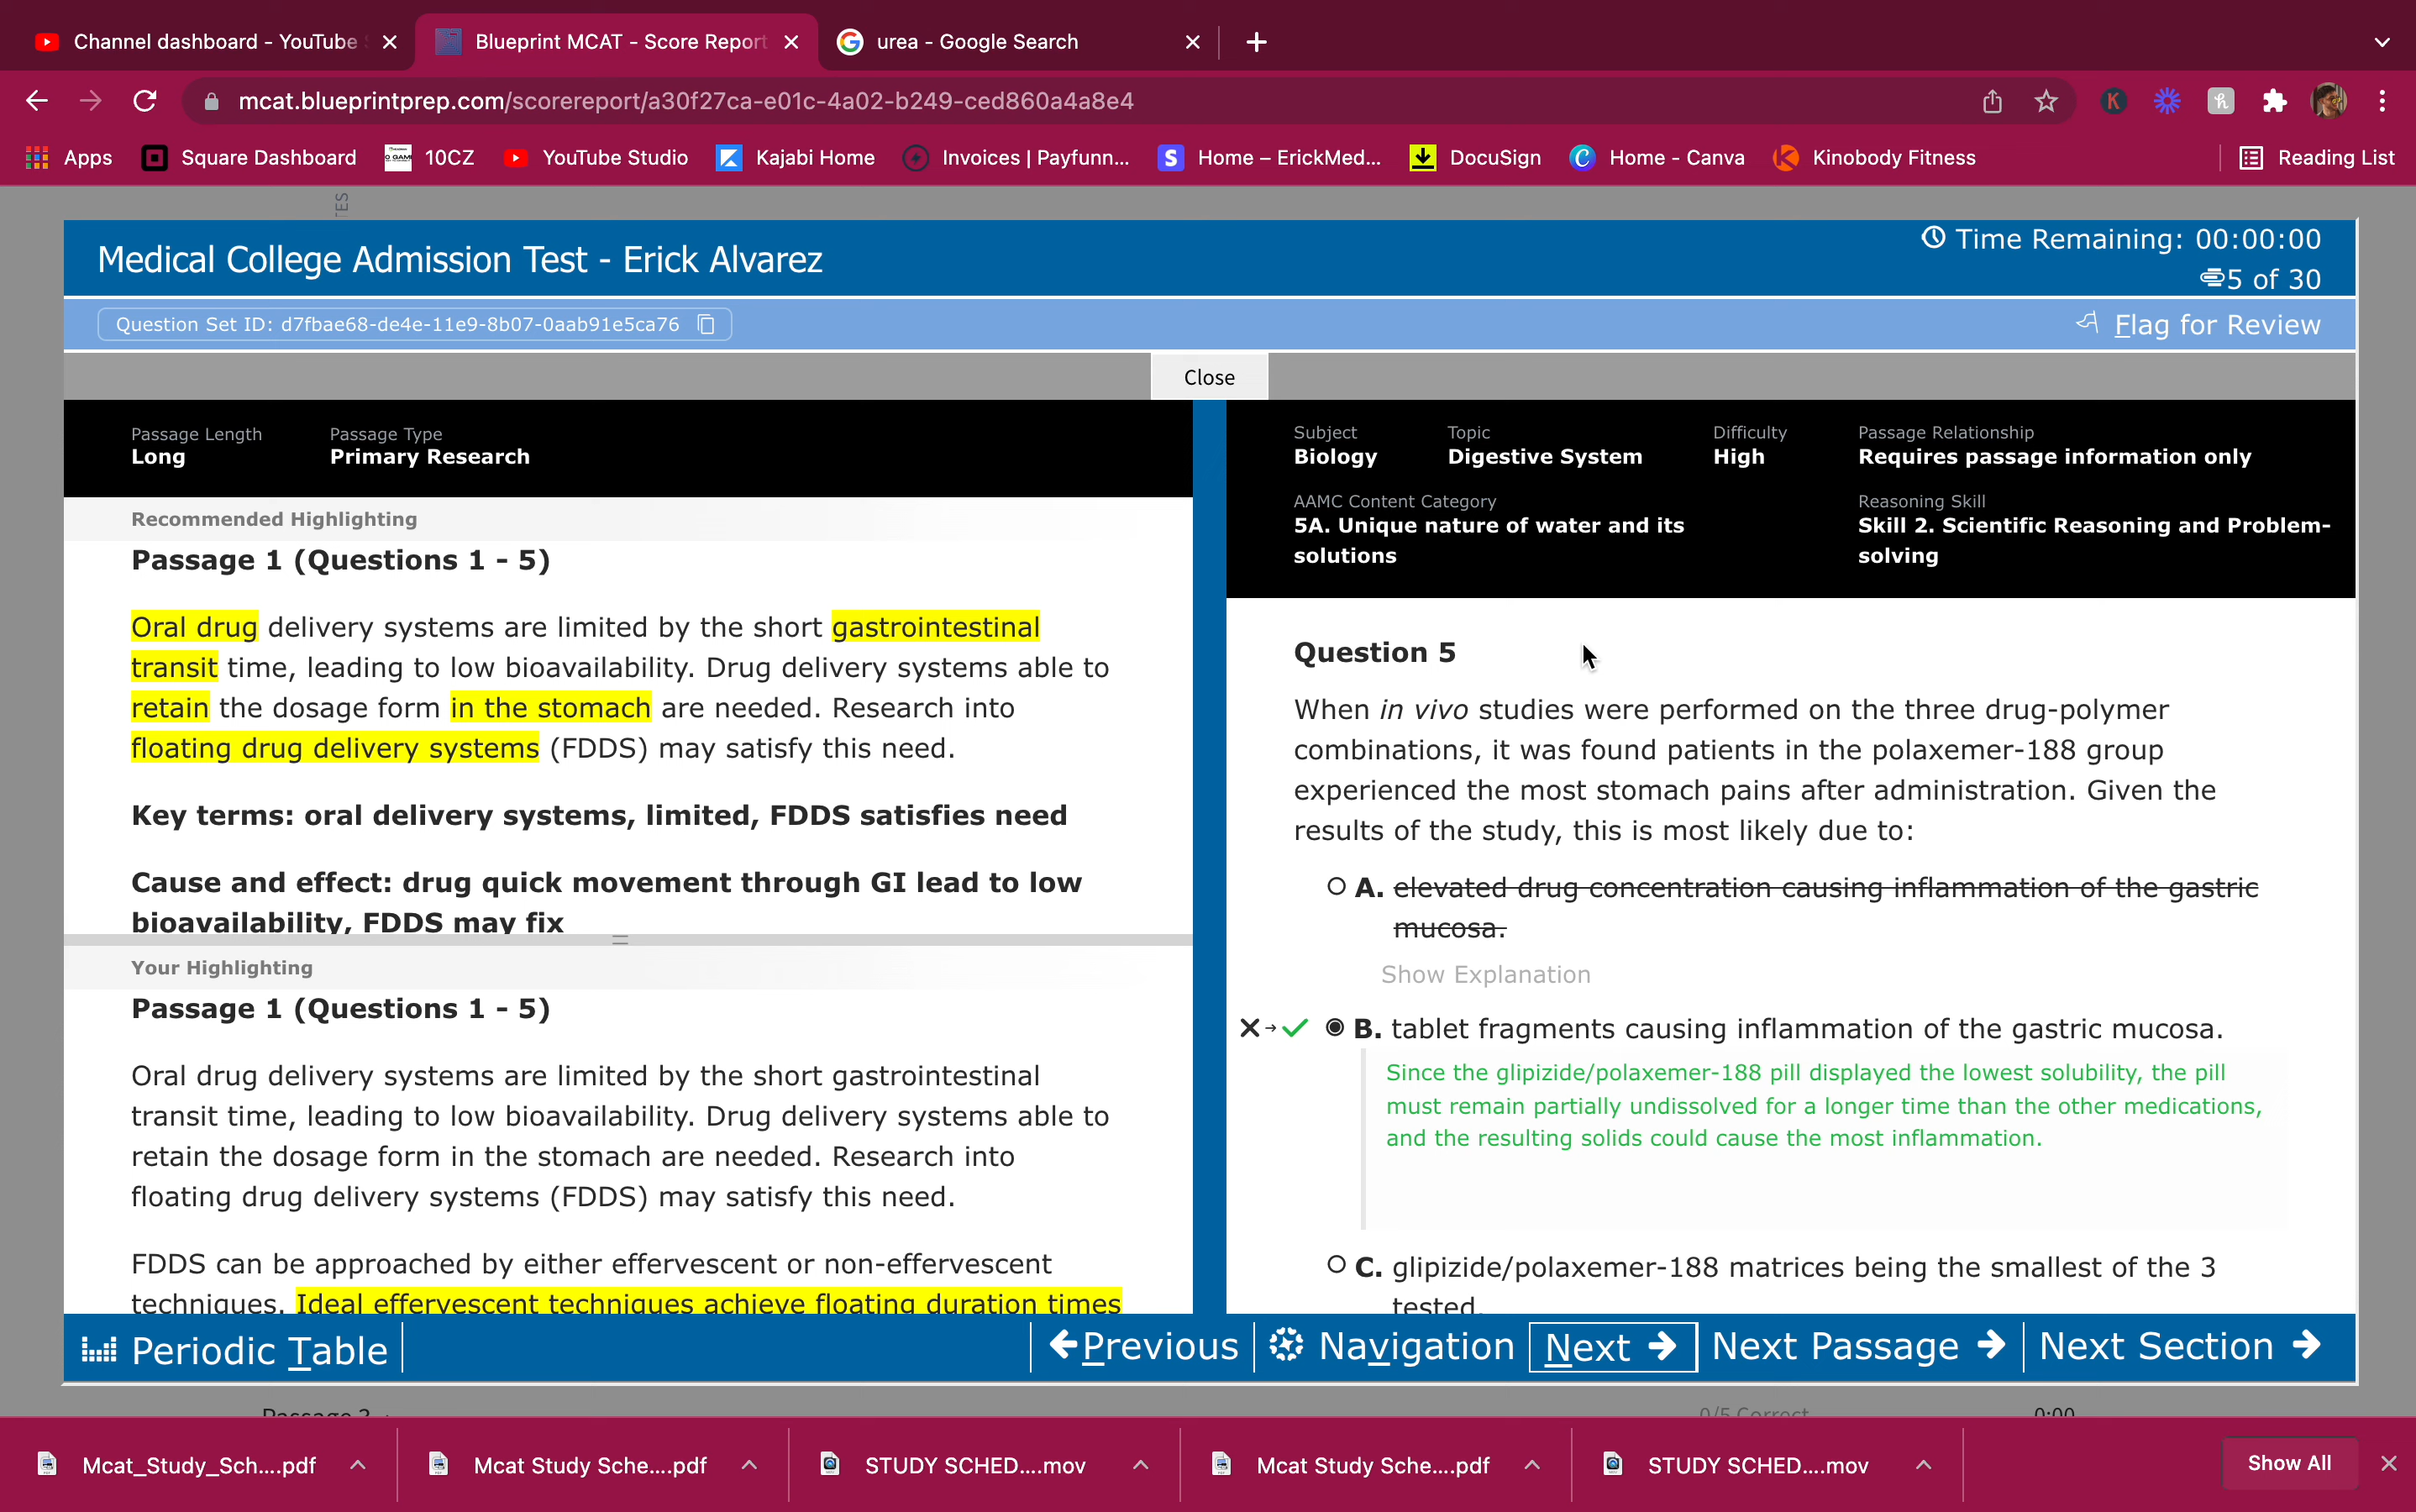 Channel dashboard - YouTube
Blueprint MCAT - Score Report
urea - Google Search
mcat.blueprintprep.com/scorereport/a30f27ca-e01c-4a02-b249-ced860a4a8e4
Apps
Square Dashboard
10CZ
YouTube Studio
Kajabi Home
Invoices | Payfunn...
Home – ErickMed...
DocuSign
Home - Canva
Kinobody Fitness
Reading List
Medical College Admission Test - Erick Alvarez
Time Remaining: 00:00:00
5 of 30
Question Set ID: d7fbae68-de4e-11e9-8b07-0aab91e5ca76
Flag for Review
Close
Passage Length
Long
Passage Type
Primary Research
Recommended Highlighting
Passage 1 (Questions 1 - 5)
Oral drug delivery systems are limited by the short gastrointestinal
transit time, leading to low bioavailability. Drug delivery systems able to
retain the dosage form in the stomach are needed. Research into
floating drug delivery systems (FDDS) may satisfy this need.
Key terms: oral delivery systems, limited, FDDS satisfies need
Cause and effect: drug quick movement through GI lead to low
bioavailability, FDDS may fix
Your Highlighting
Passage 1 (Questions 1 - 5)
Oral drug delivery systems are limited by the short gastrointestinal
transit time, leading to low bioavailability. Drug delivery systems able to
retain the dosage form in the stomach are needed. Research into
floating drug delivery systems (FDDS) may satisfy this need.
FDDS can be approached by either effervescent or non-effervescent
techniques. Ideal effervescent techniques achieve floating duration times
Subject
Biology
Topic
Digestive System
Difficulty
High
Passage Relationship
Requires passage information only
AAMC Content Category
5A. Unique nature of water and its
solutions
Reasoning Skill
Skill 2. Scientific Reasoning and Problem-
solving
Question 5
When in vivo studies were performed on the three drug-polymer
combinations, it was found patients in the polaxemer-188 group
experienced the most stomach pains after administration. Given the
results of the study, this is most likely due to:
A. elevated drug concentration causing inflammation of the gastric
mucosa.
Show Explanation
B. tablet fragments causing inflammation of the gastric mucosa.
Since the glipizide/polaxemer-188 pill displayed the lowest solubility, the pill
must remain partially undissolved for a longer time than the other medications,
and the resulting solids could cause the most inflammation.
C. glipizide/polaxemer-188 matrices being the smallest of the 3
tested.
Periodic Table
Previous
Navigation
Next
Next Passage
Next Section
0/5 Correct
0:00
Mcat_Study_Sch....pdf
Mcat Study Sche....pdf
STUDY SCHED....mov
Mcat Study Sche....pdf
STUDY SCHED....mov
Show All